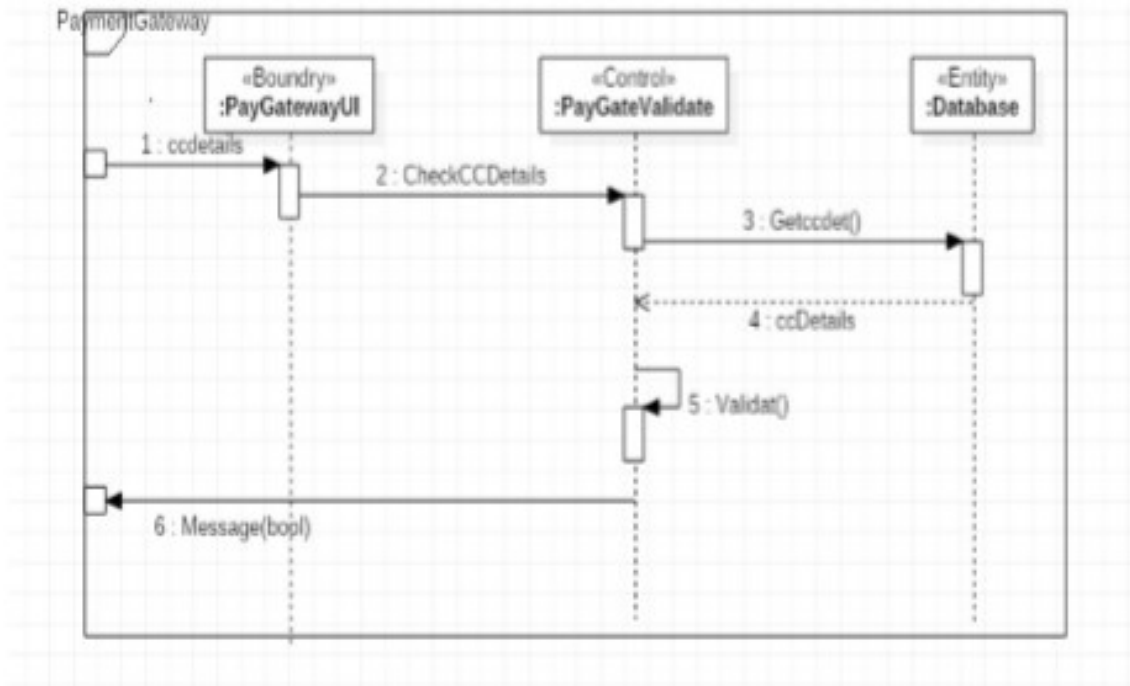 PaymentGateway
«Boundry»
:PayGatewayUI
«Control»
:PayGateValidate
«Entity»
:Database
1 : ccdetails
2 : CheckCCDetails
3 : Getccdet()
4 : ccDetails
5 : Validat()
6 : Message(bool)